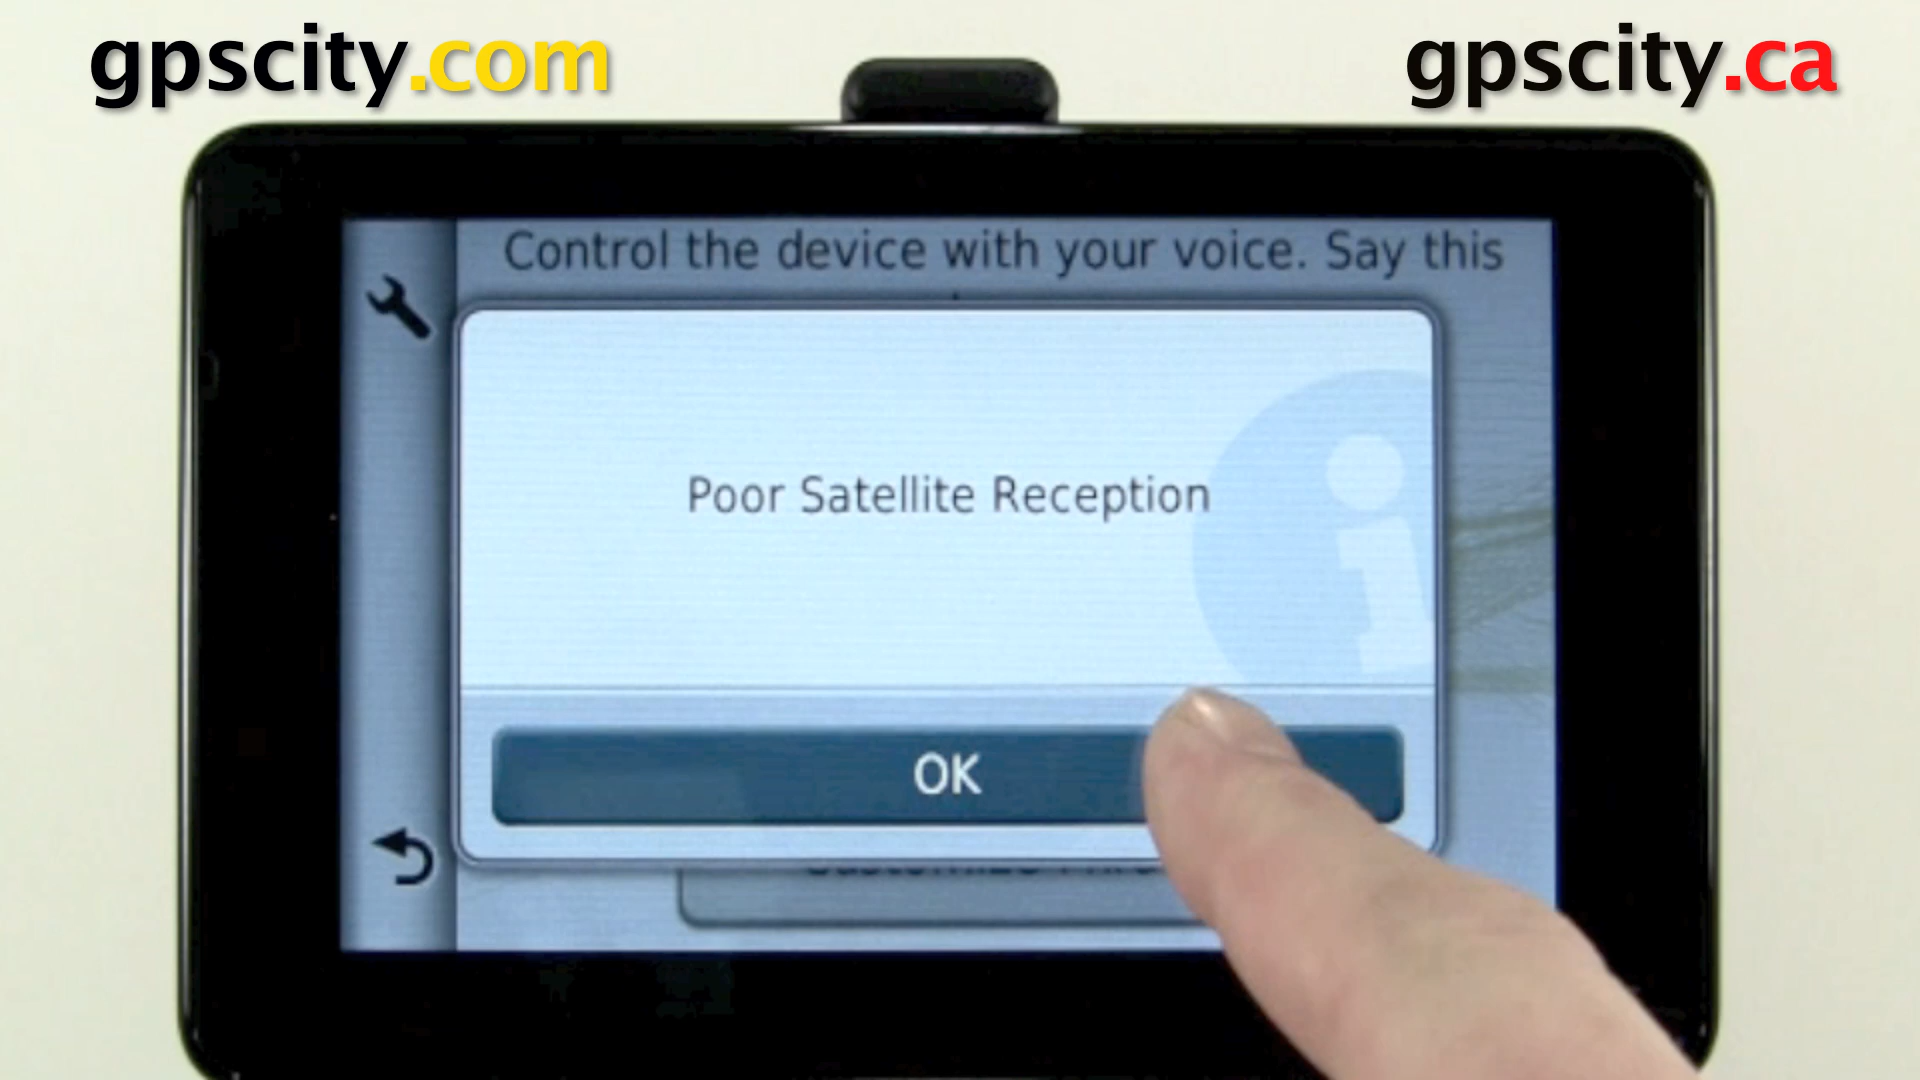 gpscity.com
gpscity.ca
Control the device with your voice. Say this
Poor Satellite Reception
OK